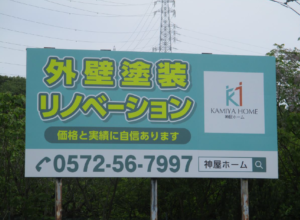 外壁塗装
リノベーション
価格と実績に自信あります
KAMIYA HOME
神屋ホーム
0572-56-7997
神屋ホーム